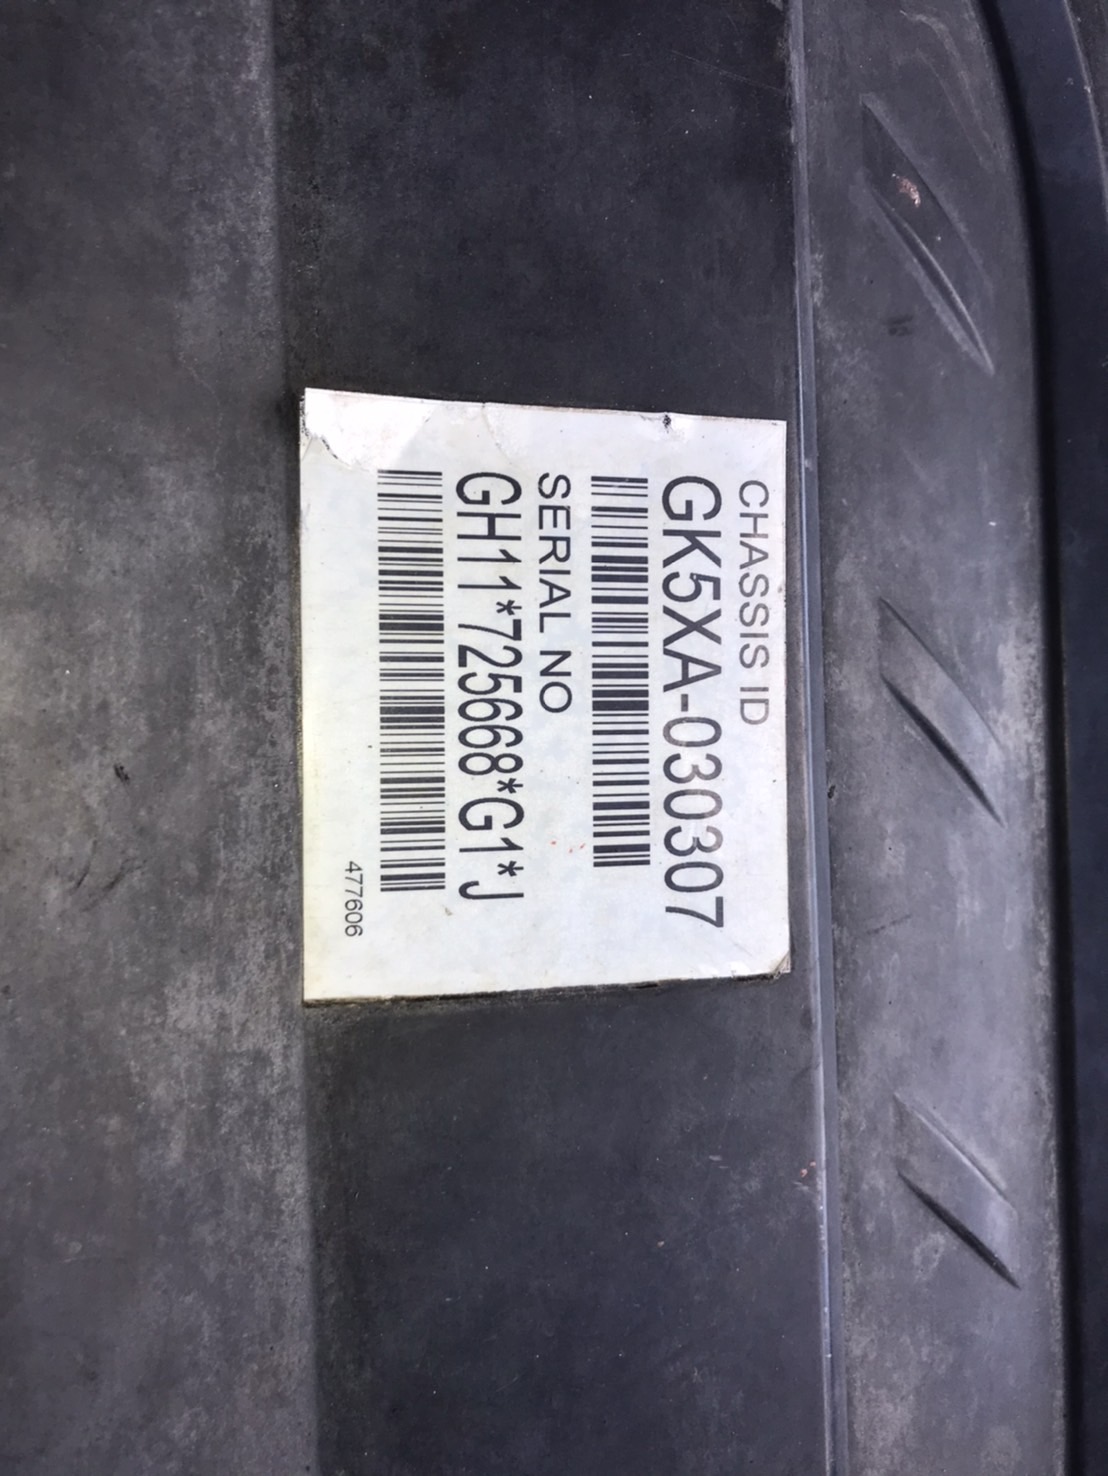 CHASSIS ID
GK5XA-030307
SERIAL NO
GH11*725668*G1*J
477606